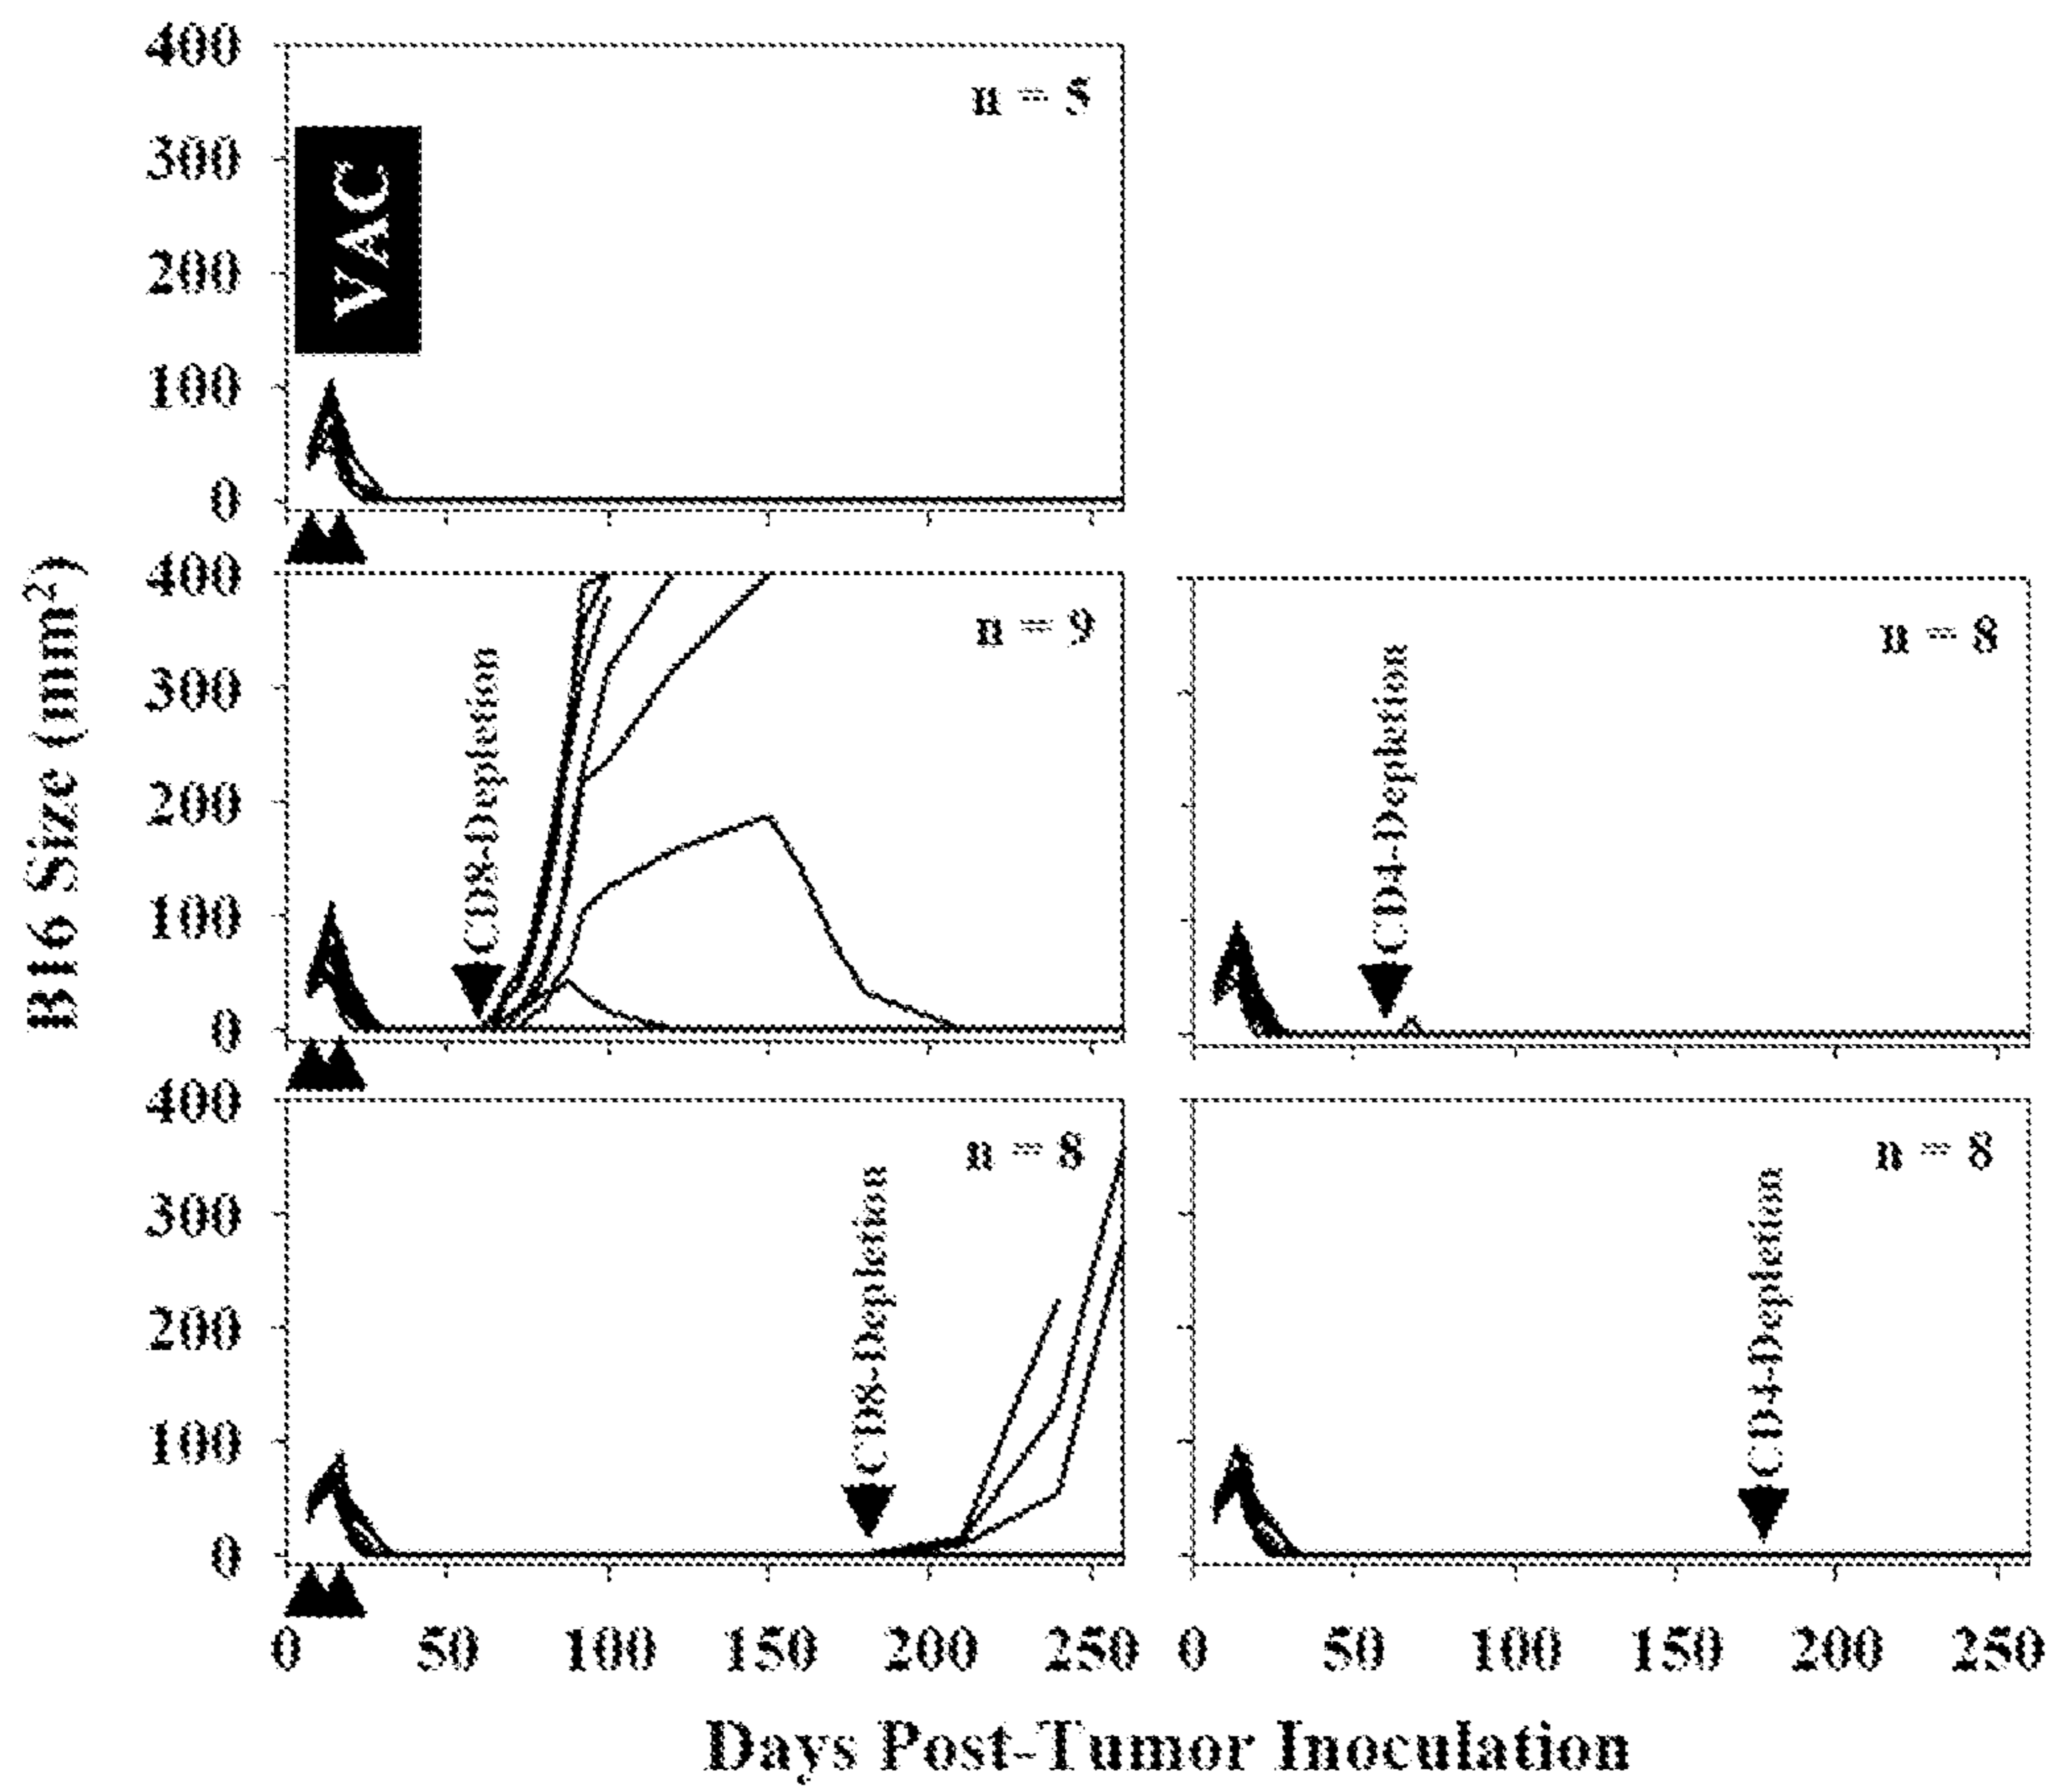 B16 Size (mm²)
400
300
200
100
0
VAC
n = 5
400
300
200
100
0
CD8-Depletion
n = 9
CD4-Depletion
n = 8
400
300
200
100
0
CD8-Depletion
n = 8
CD4-Depletion
n = 8
0 50 100 150 200 250
0 50 100 150 200 250
Days Post-Tumor Inoculation